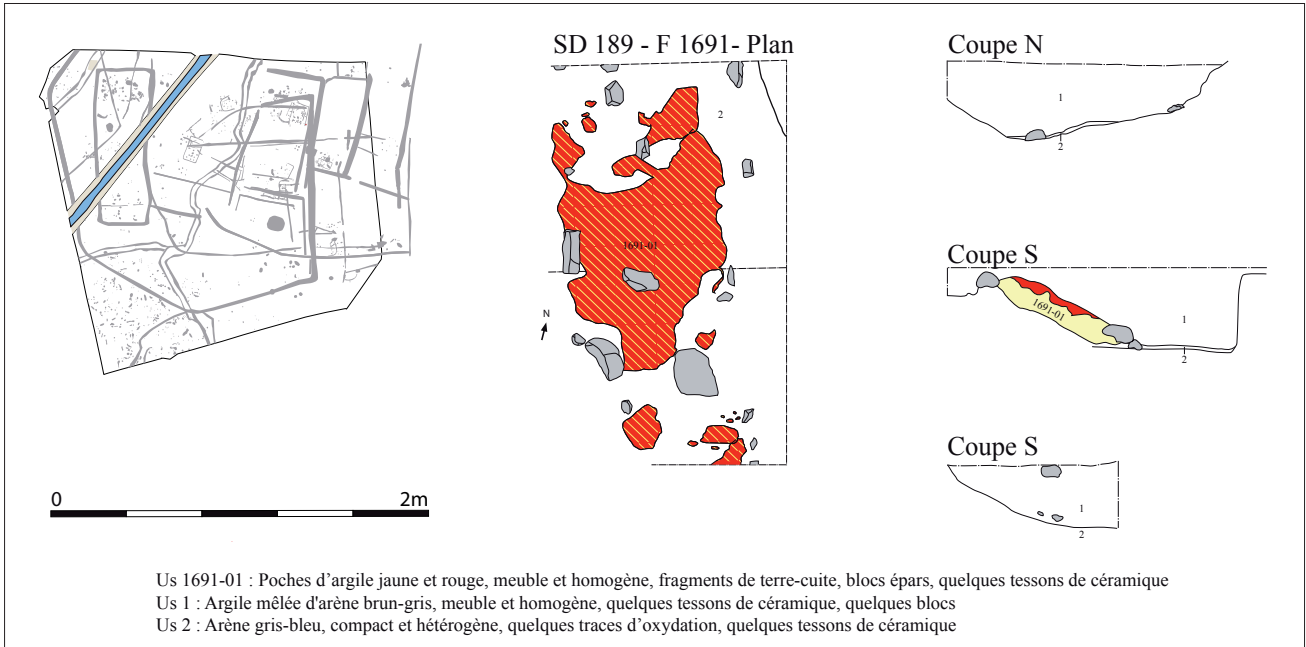 SD 189 - F 1691- Plan
2
1691-01
N
0 2m
Coupe N
1
2
Coupe S
1691-01
1
2
Coupe S
1
2
Us 1691-01 : Poches d’argile jaune et rouge, meuble et homogène, fragments de terre-cuite, blocs épars, quelques tessons de céramique
Us 1 : Argile mêlée d'arène brun-gris, meuble et homogène, quelques tessons de céramique, quelques blocs
Us 2 : Arène gris-bleu, compact et hétérogène, quelques traces d’oxydation, quelques tessons de céramique